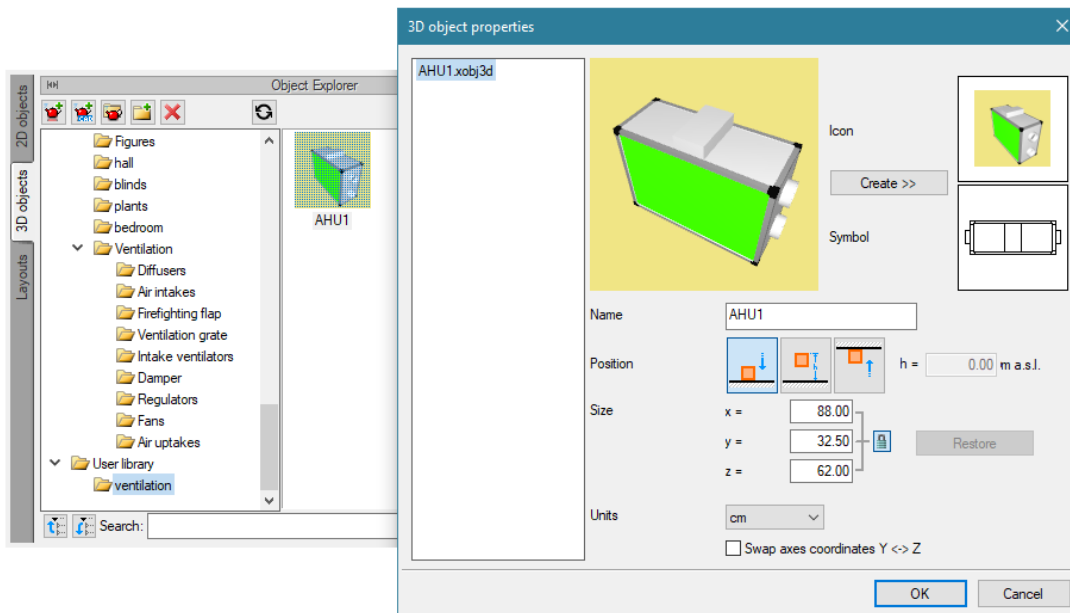 3D object properties
AHU1.xobj3d
Icon
Create >>
Symbol
Name
AHU1
Position
h =
0.00
m a.s.l.
Size
x =
88.00
y =
32.50
z =
62.00
Restore
Units
cm
Swap axes coordinates Y <-> Z
OK
Cancel
Object Explorer
2D objects
3D objects
Layouts
Figures
hall
blinds
plants
bedroom
Ventilation
Diffusers
Air intakes
Firefighting flap
Ventilation grate
Intake ventilators
Damper
Regulators
Fans
Air uptakes
User library
ventilation
AHU1
Search: